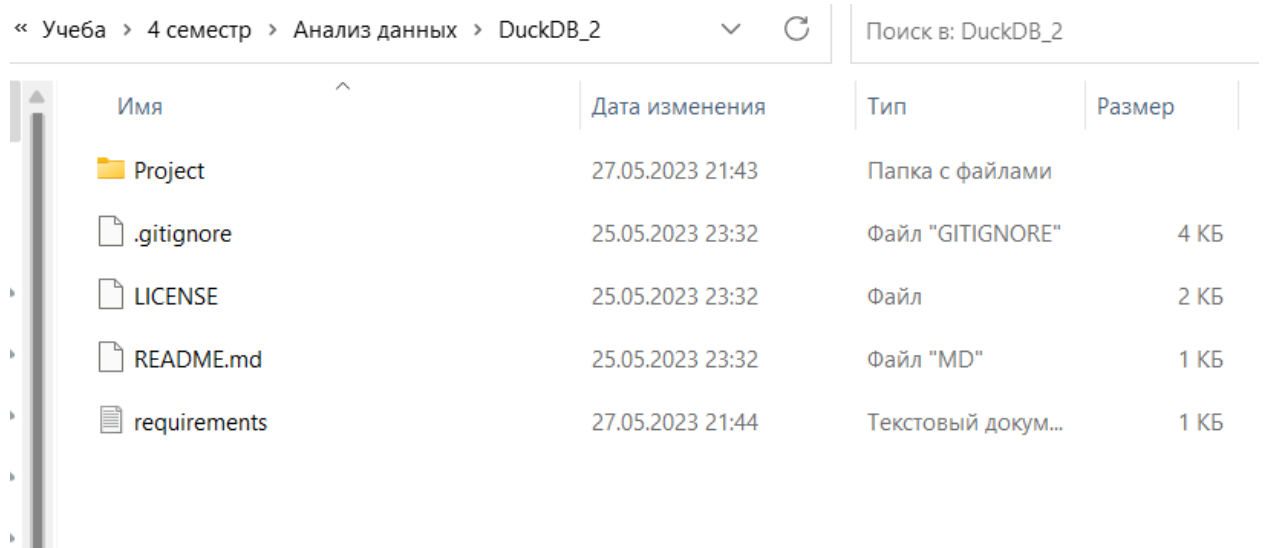 « Учеба > 4 семестр > Анализ данных > DuckDB_2 Поиск в: DuckDB_2
Имя Дата изменения Тип Размер
Project 27.05.2023 21:43 Папка с файлами
.gitignore 25.05.2023 23:32 Файл "GITIGNORE" 4 КБ
LICENSE 25.05.2023 23:32 Файл 2 КБ
README.md 25.05.2023 23:32 Файл "MD" 1 КБ
requirements 27.05.2023 21:44 Текстовый докум... 1 КБ